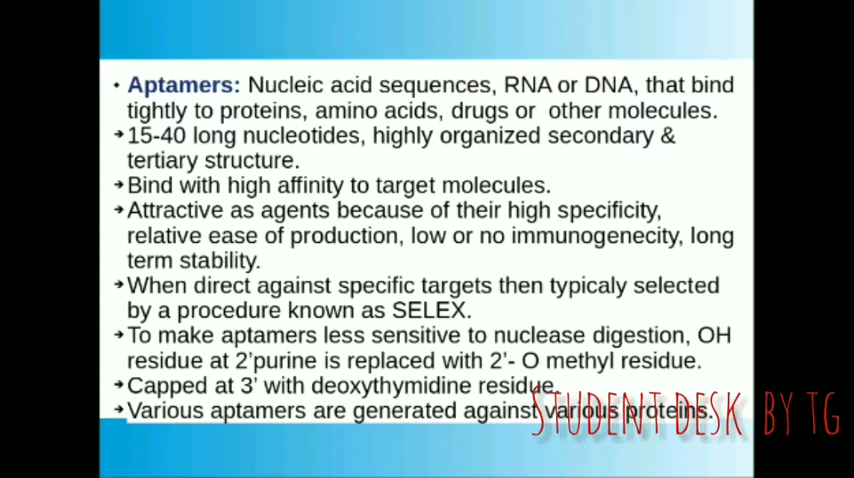 • Aptamers: Nucleic acid sequences, RNA or DNA, that bind
tightly to proteins, amino acids, drugs or other molecules.
➔15-40 long nucleotides, highly organized secondary &
tertiary structure.
➔Bind with high affinity to target molecules.
➔Attractive as agents because of their high specificity,
relative ease of production, low or no immunogenecity, long
term stability.
➔When direct against specific targets then typicaly selected
by a procedure known as SELEX.
➔To make aptamers less sensitive to nuclease digestion, OH
residue at 2'purine is replaced with 2'- O methyl residue.
➔Capped at 3' with deoxythymidine residue.
➔Various aptamers are generated against various proteins.
STUDENT DESK BY TG